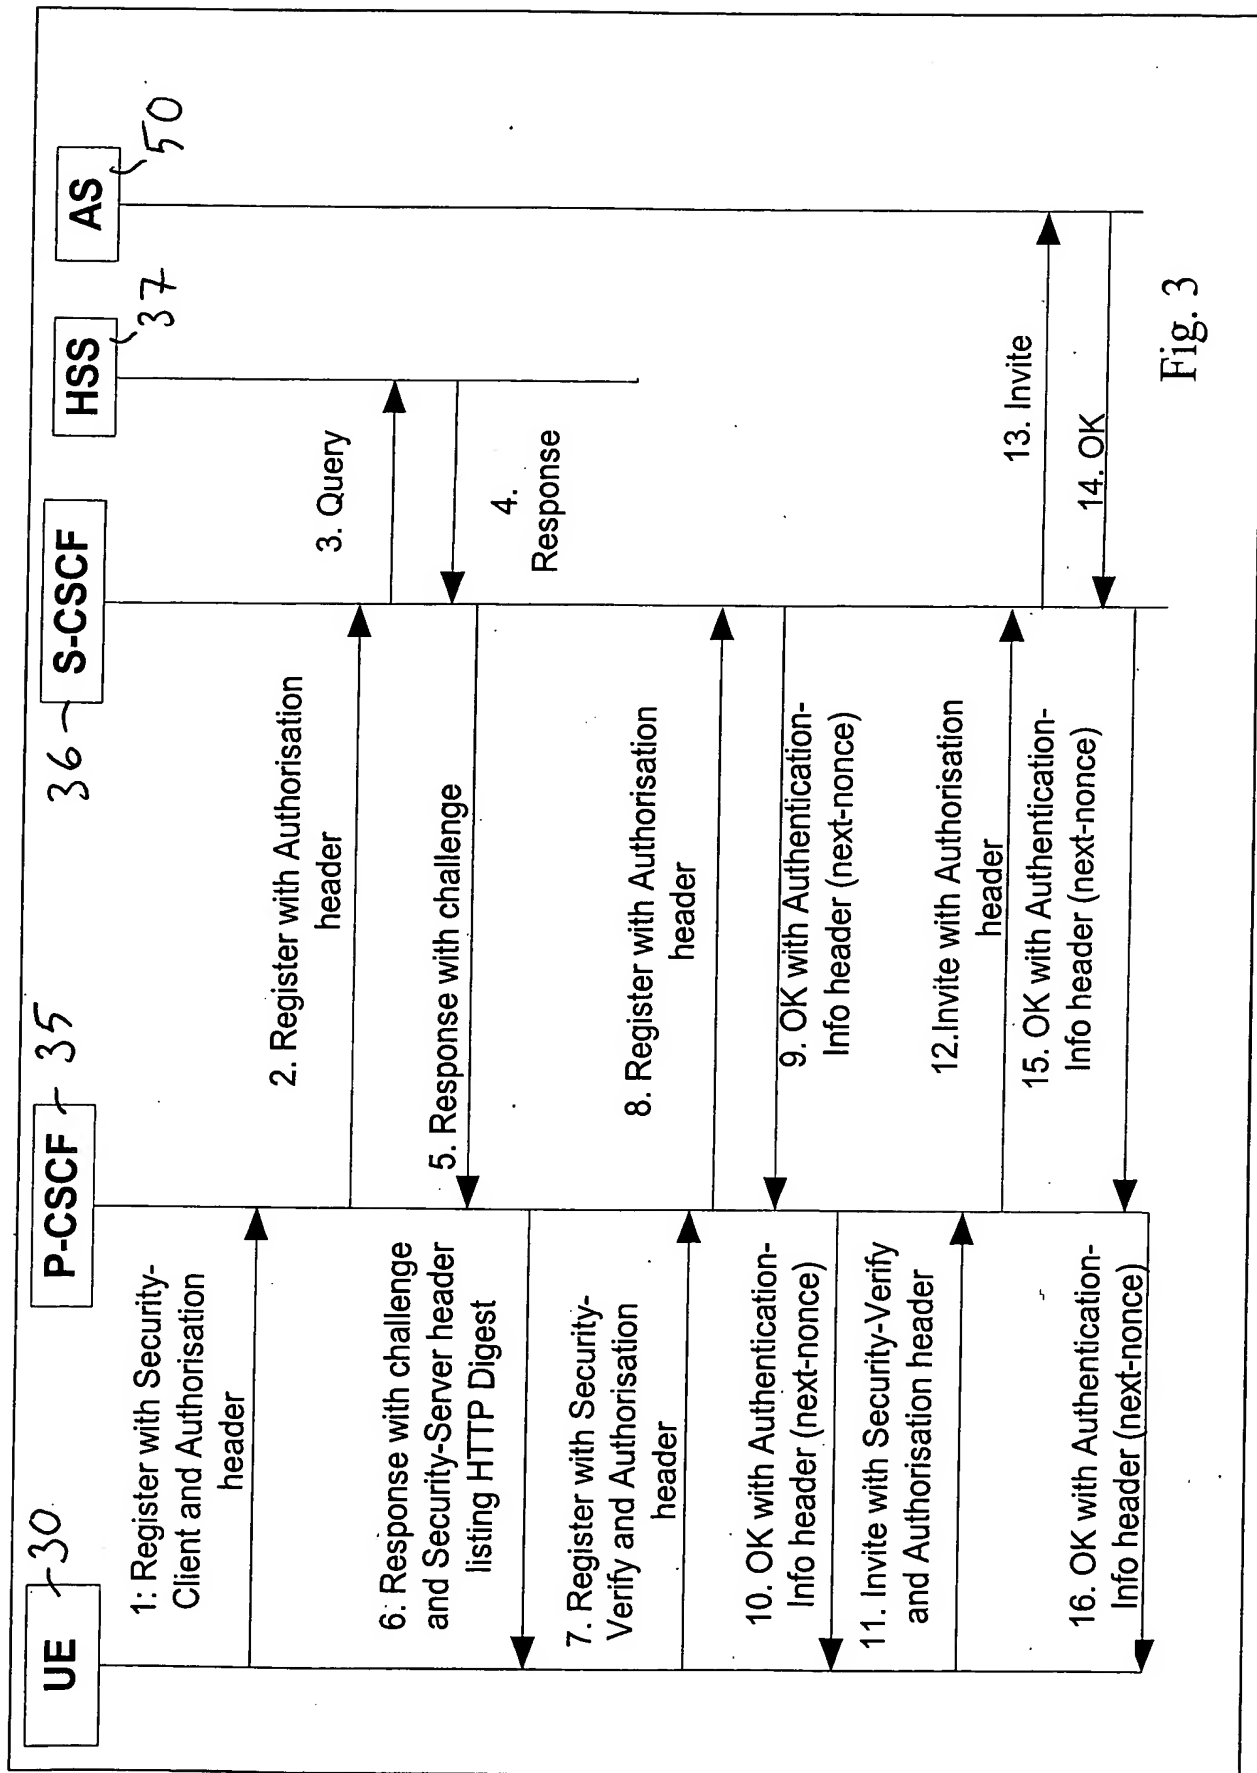 UE
30
P-CSCF
35
S-CSCF
36
HSS
37
AS
50
1: Register with Security-
Client and Authorisation
header
2. Register with Authorisation
header
3. Query
4.
Response
5. Response with challenge
6. Response with challenge
and Security-Server header
listing HTTP Digest
7. Register with Security-
Verify and Authorisation
header
8. Register with Authorisation
header
9. OK with Authentication-
Info header (next-nonce)
10. OK with Authentication-
Info header (next-nonce)
11. Invite with Security-Verify
and Authorisation header
12.Invite with Authorisation
header
13. Invite
14. OK
15. OK with Authentication-
Info header (next-nonce)
16. OK with Authentication-
Info header (next-nonce)
Fig. 3